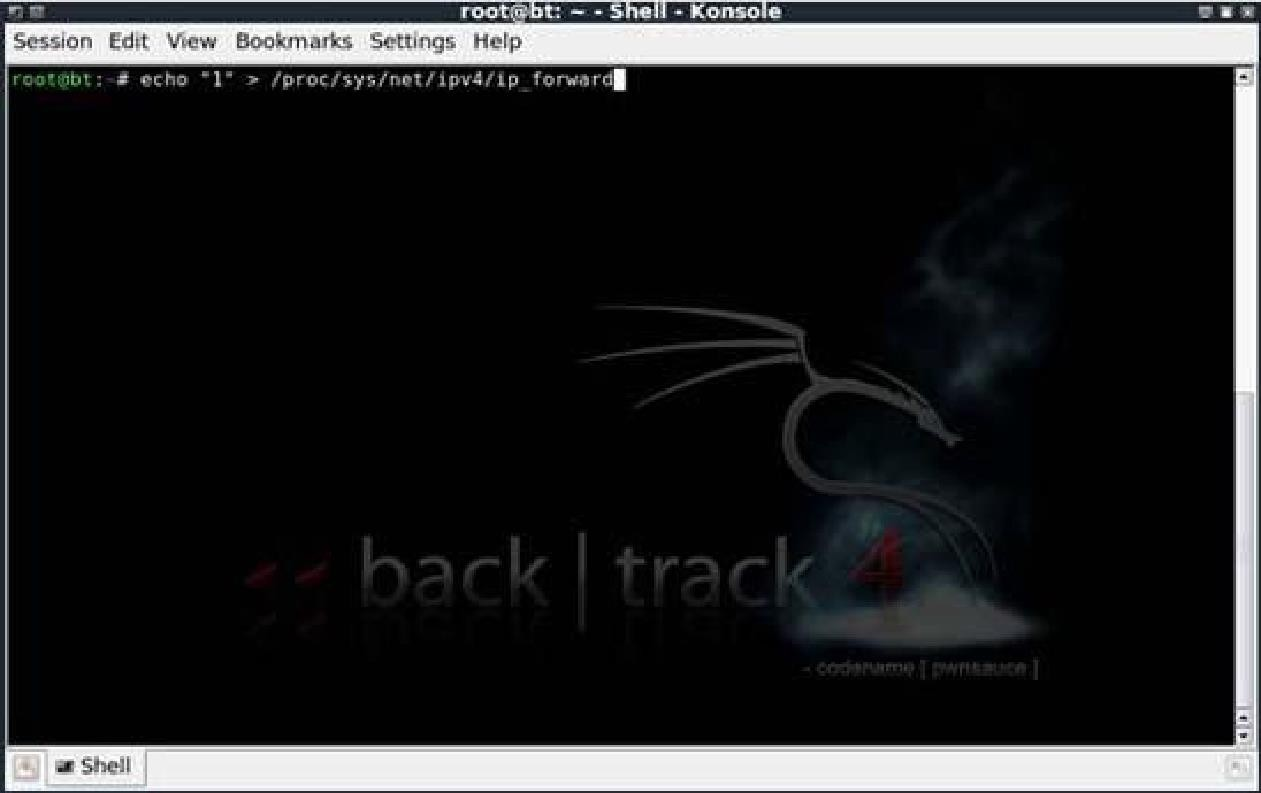 root@bt: ~ - Shell - Konsole
Session Edit View Bookmarks Settings Help
root@bt:~# echo "1" > /proc/sys/net/ipv4/ip_forward
<< back | track 4
- codename [ pwnsauce ]
Shell